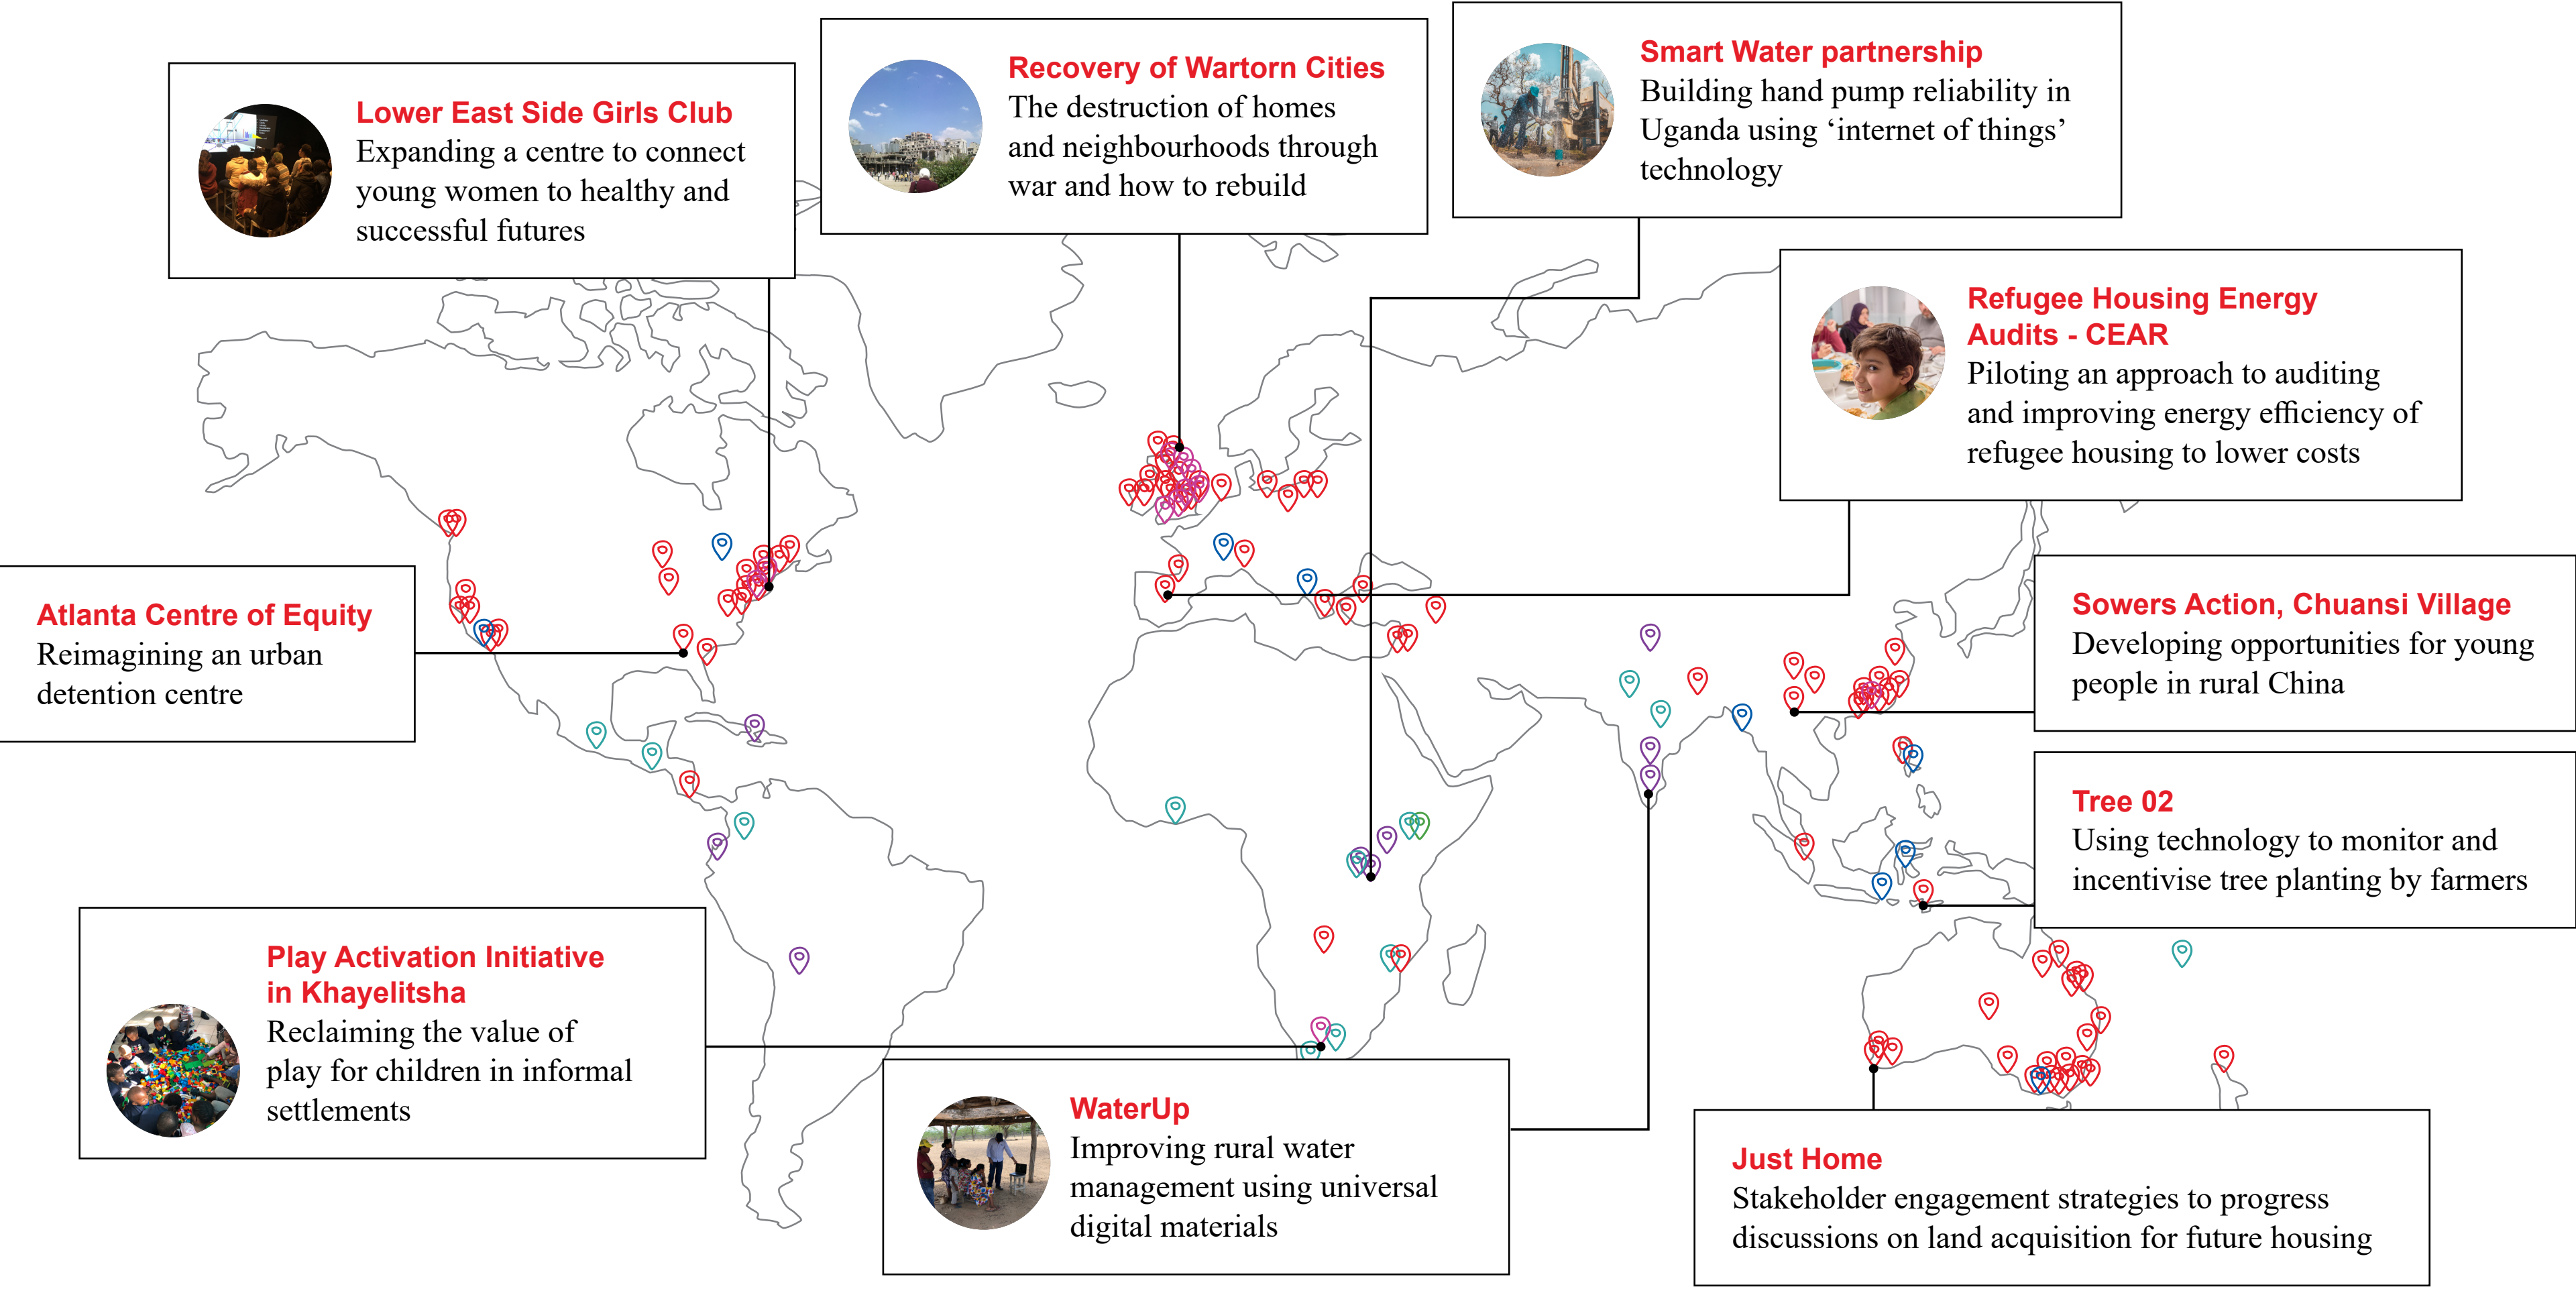 Lower East Side Girls Club
Expanding a centre to connect
young women to healthy and
successful futures
Recovery of Wartorn Cities
The destruction of homes
and neighbourhoods through
war and how to rebuild
Smart Water partnership
Building hand pump reliability in
Uganda using ‘internet of things’
technology
Refugee Housing Energy
Audits - CEAR
Piloting an approach to auditing
and improving energy efficiency of
refugee housing to lower costs
Atlanta Centre of Equity
Reimagining an urban
detention centre
Sowers Action, Chuansi Village
Developing opportunities for young
people in rural China
Tree 02
Using technology to monitor and
incentivise tree planting by farmers
Play Activation Initiative
in Khayelitsha
Reclaiming the value of
play for children in informal
settlements
WaterUp
Improving rural water
management using universal
digital materials
Just Home
Stakeholder engagement strategies to progress
discussions on land acquisition for future housing